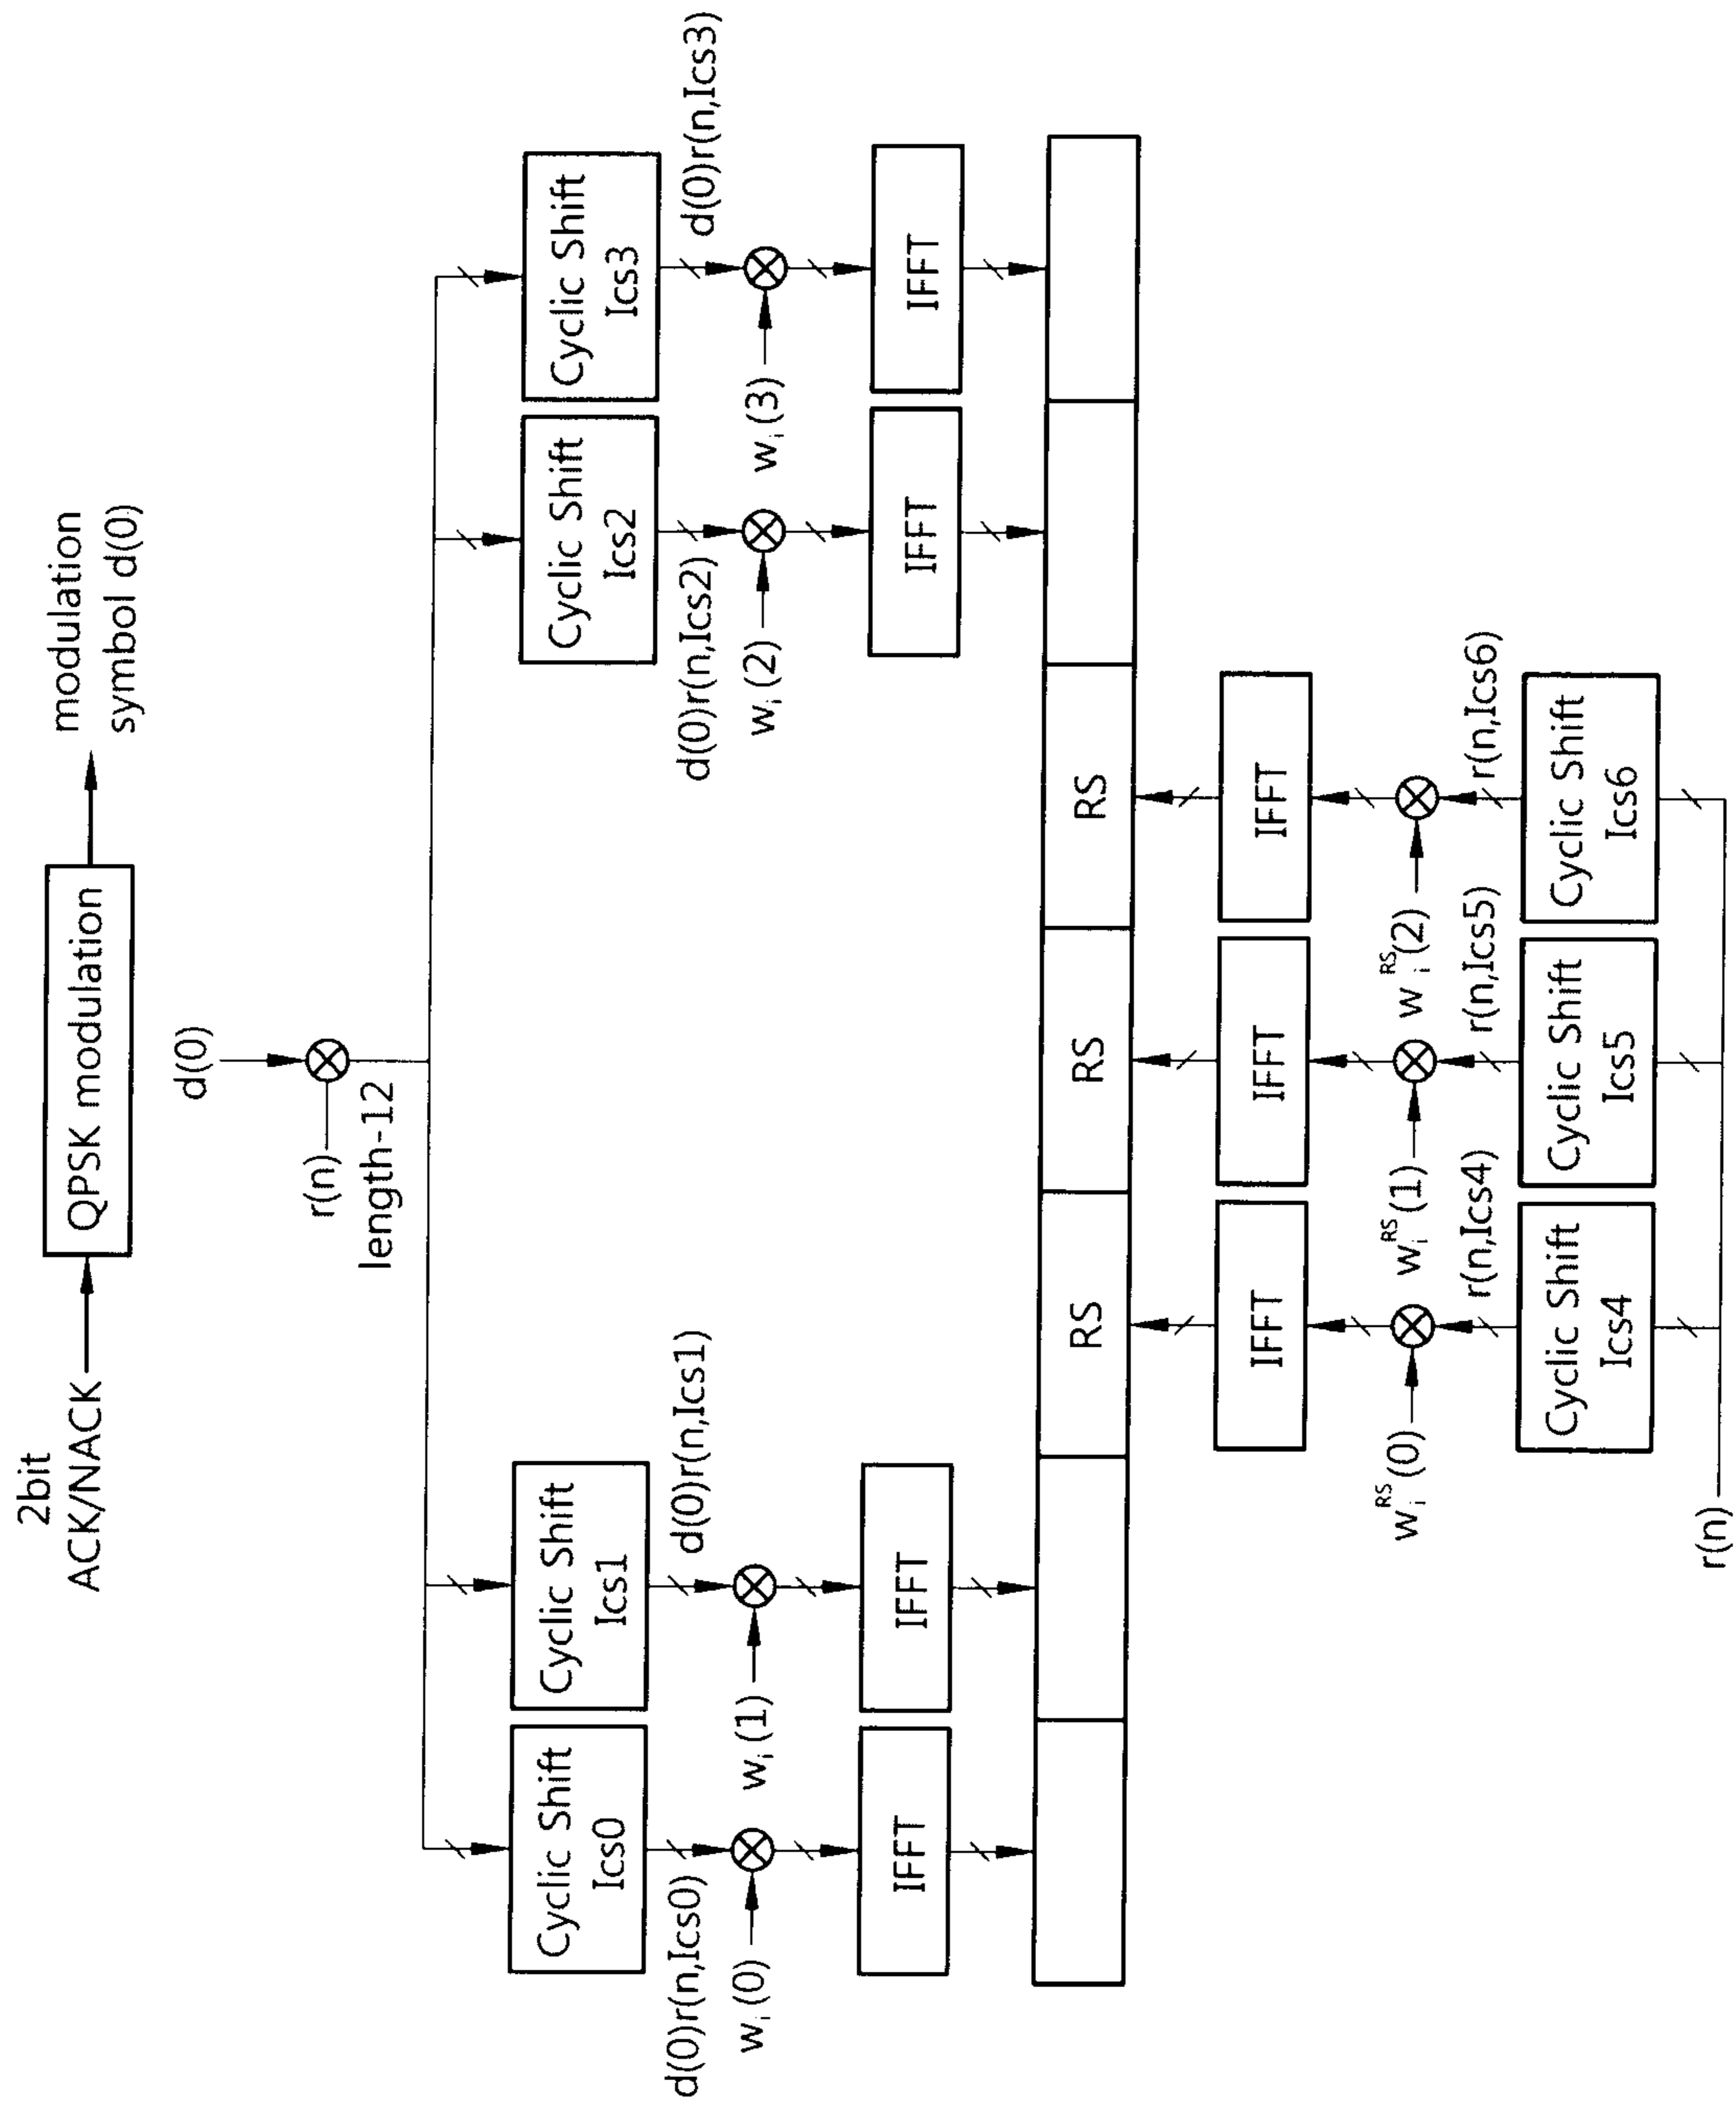 2bit
ACK/NACK
QPSK modulation
modulation
symbol d(0)
d(0)
r(n)
length-12
Cyclic Shift
Ics0
Cyclic Shift
Ics1
Cyclic Shift
Ics2
Cyclic Shift
Ics3
d(0)r(n,Ics0)
d(0)r(n,Ics1)
d(0)r(n,Ics2)
d(0)r(n,Ics3)
wᵢ(0)
wᵢ(1)
wᵢ(2)
wᵢ(3)
IFFT
IFFT
IFFT
IFFT
RS
RS
RS
IFFT
IFFT
IFFT
wᵢᴿˢ(0)
wᵢᴿˢ(1)
wᵢᴿˢ(2)
r(n,Ics4)
r(n,Ics5)
r(n,Ics6)
Cyclic Shift
Ics4
Cyclic Shift
Ics5
Cyclic Shift
Ics6
r(n)